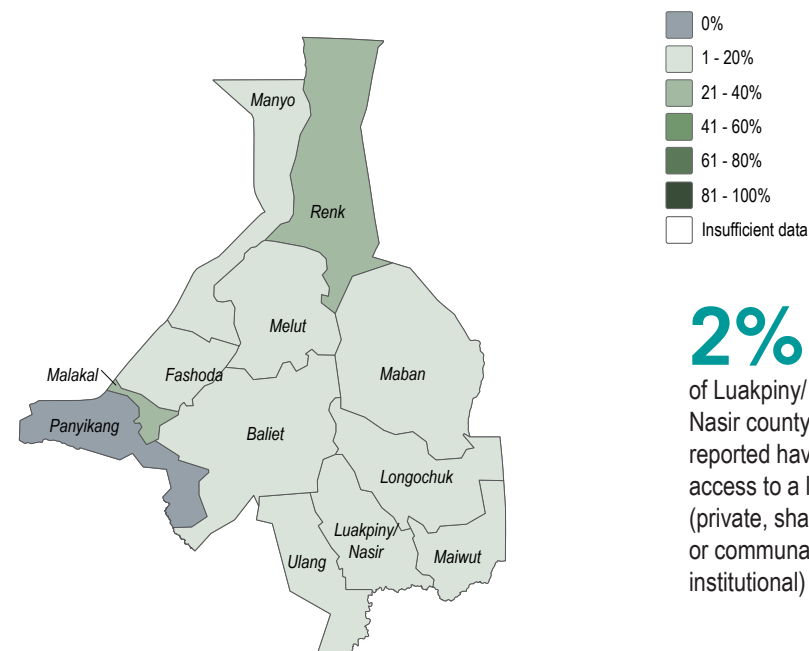 0%
1 - 20%
21 - 40%
41 - 60%
61 - 80%
81 - 100%
Insufficient data
Manyo
Renk
Melut
Malakal
Fashoda
Maban
Panyikang
Baliet
Longochuk
Luakpiny/
Nasir
Ulang
Maiwut
2%
of Luakpiny/
Nasir county
reported
access to a
(private,
or
institutional)